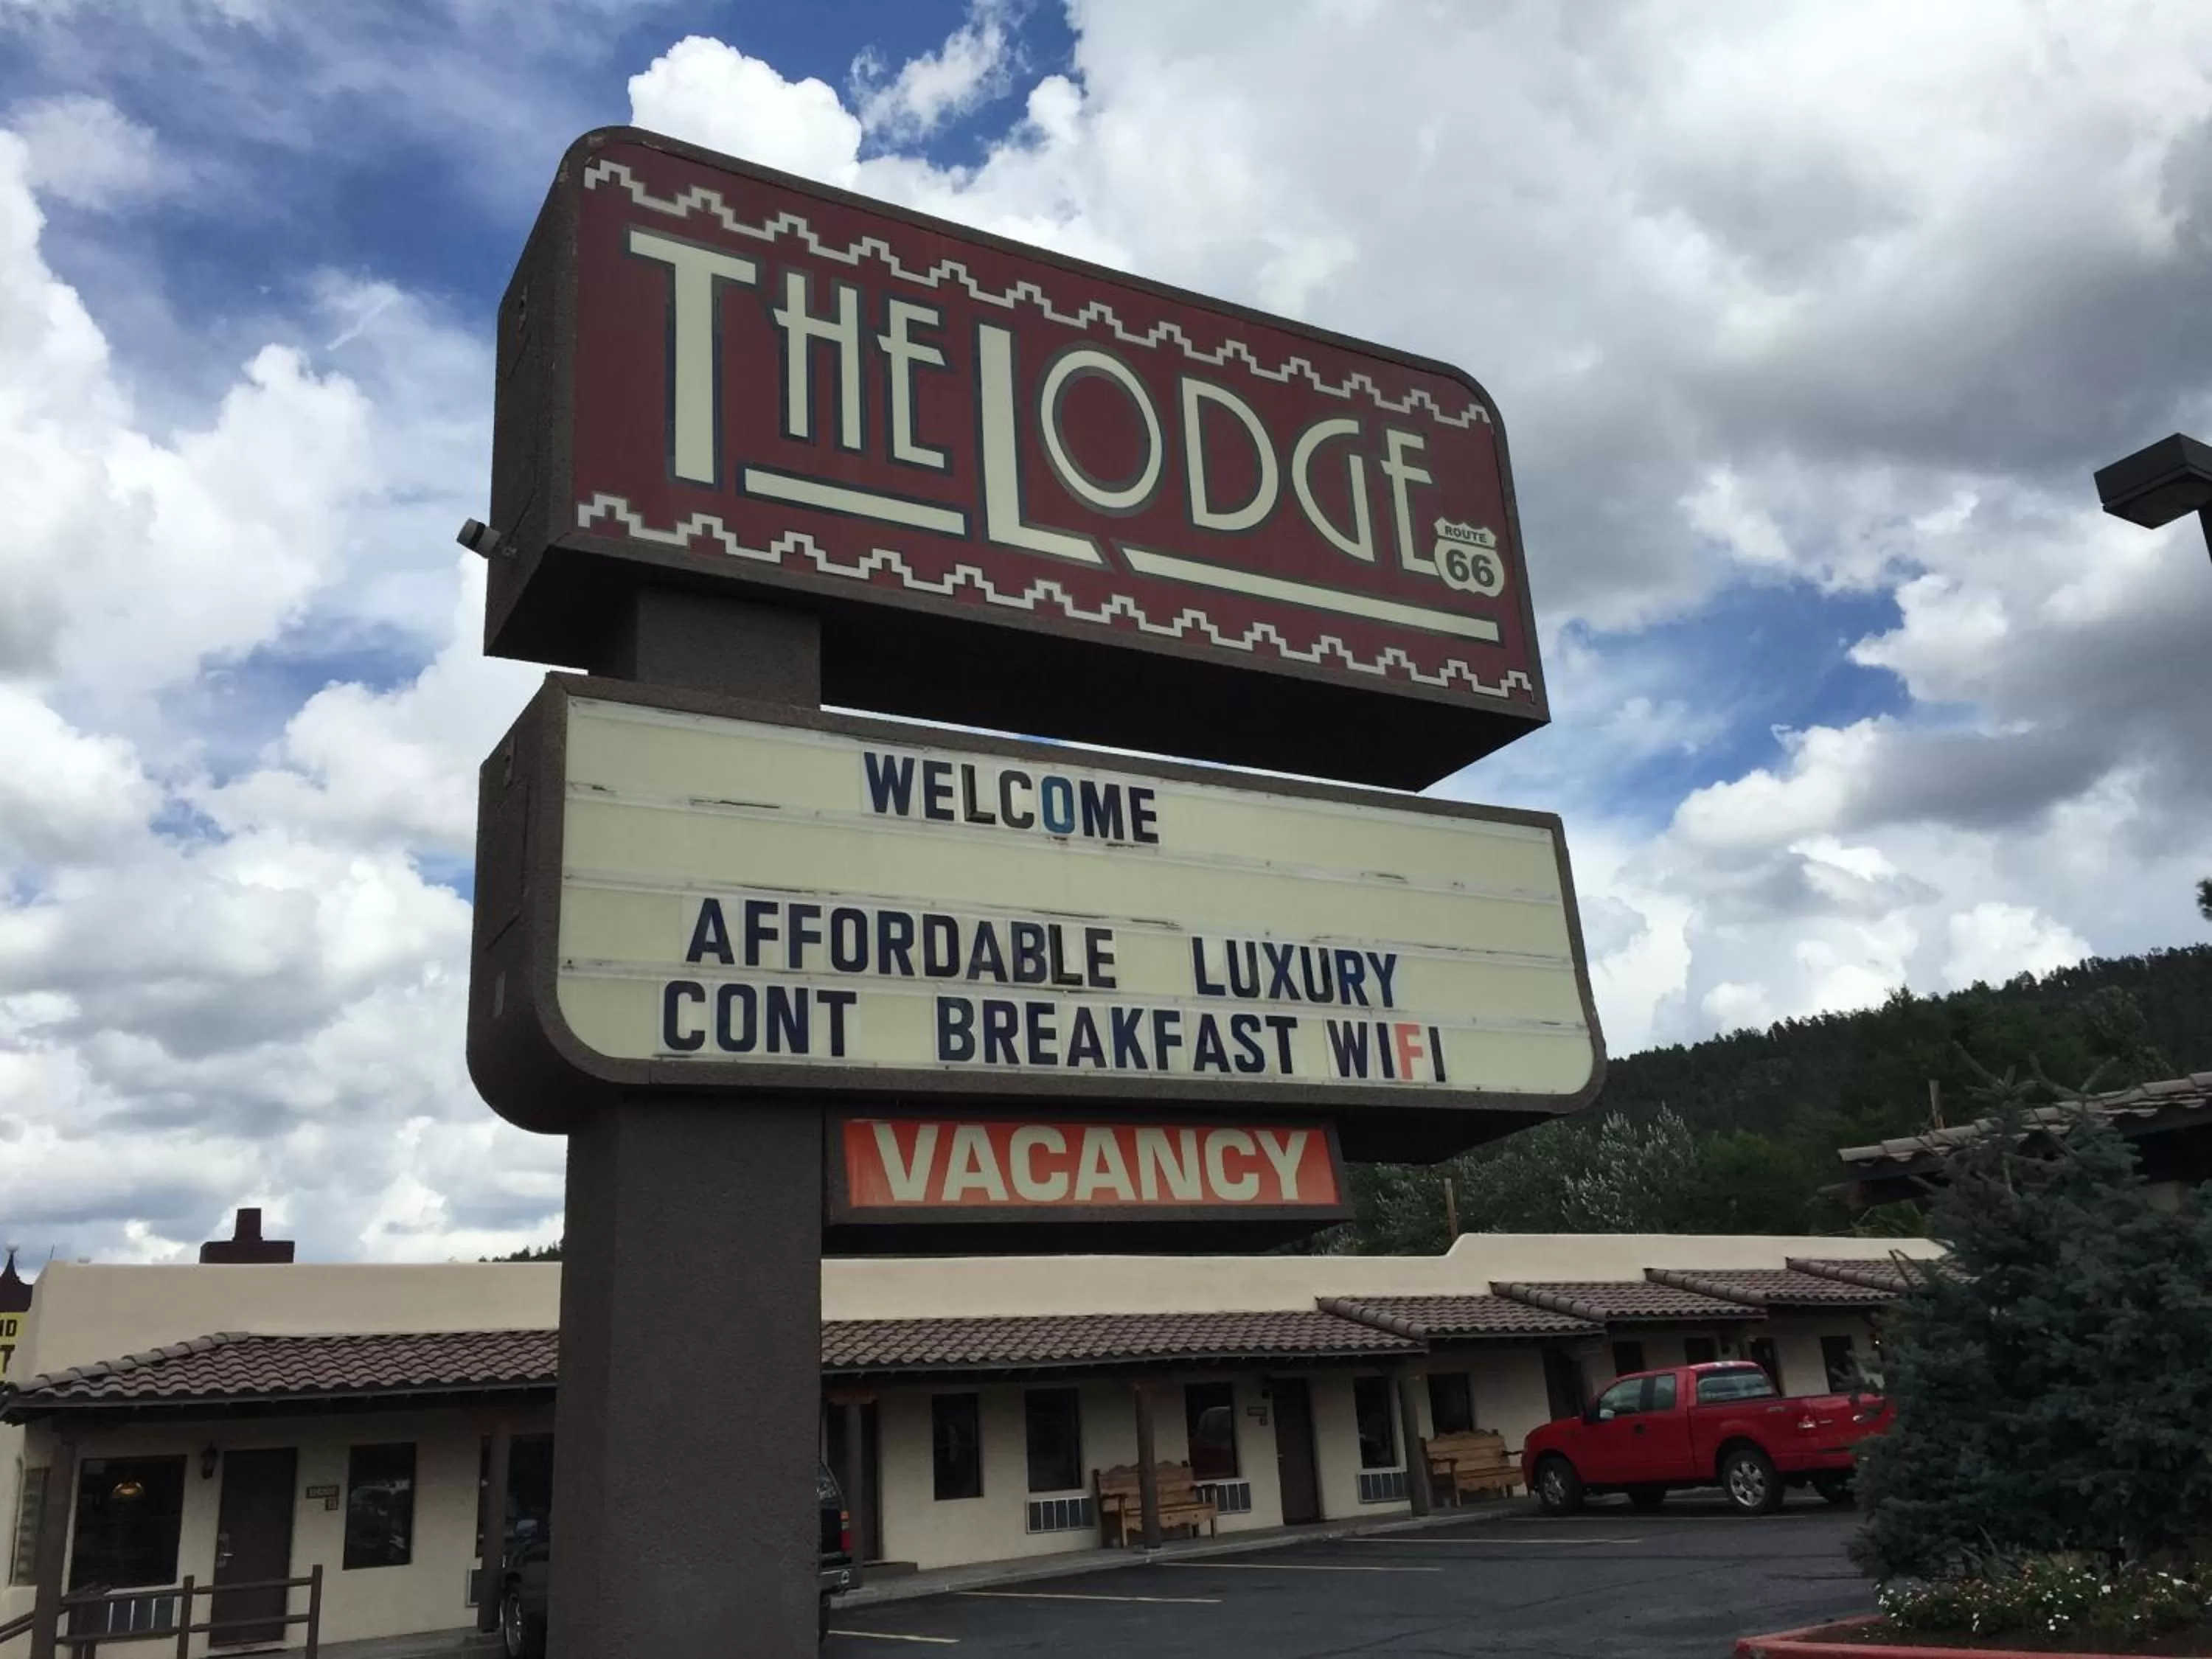 THE LODGE
ROUTE
66
WELCOME
AFFORDABLE LUXURY
CONT BREAKFAST WIFI
VACANCY